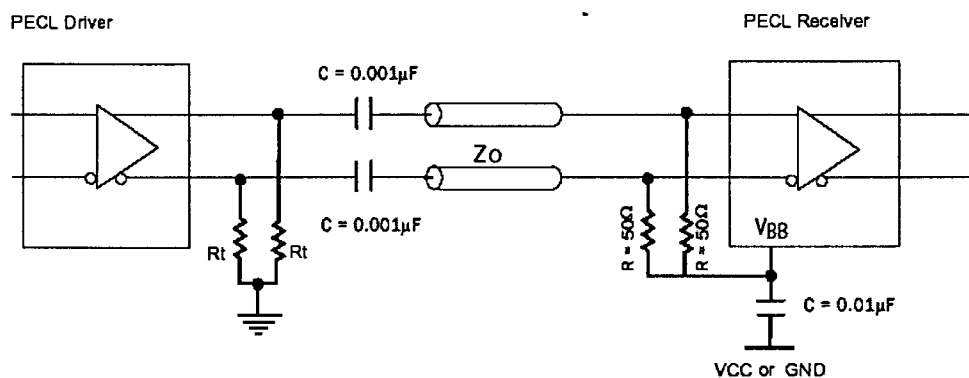 PECL Driver
PECL Receiver
C = 0.001µF
Zo
C = 0.001µF
Rt
Rt
R = 50Ω
R = 50Ω
VBB
C = 0.01µF
VCC or GND